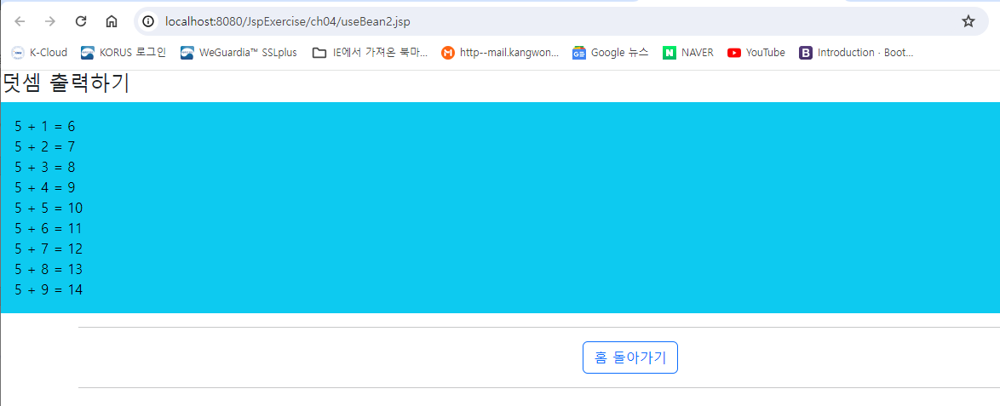 localhost:8080/JspExercise/ch04/useBean2.jsp
K-Cloud KORUS 로그인 WeGuardia™ SSLplus IE에서 가져온 북마... http--mail.kangwon... Google 뉴스 NAVER YouTube Introduction · Boot...
덧셈 출력하기
5 + 1 = 6
5 + 2 = 7
5 + 3 = 8
5 + 4 = 9
5 + 5 = 10
5 + 6 = 11
5 + 7 = 12
5 + 8 = 13
5 + 9 = 14
홈 돌아가기